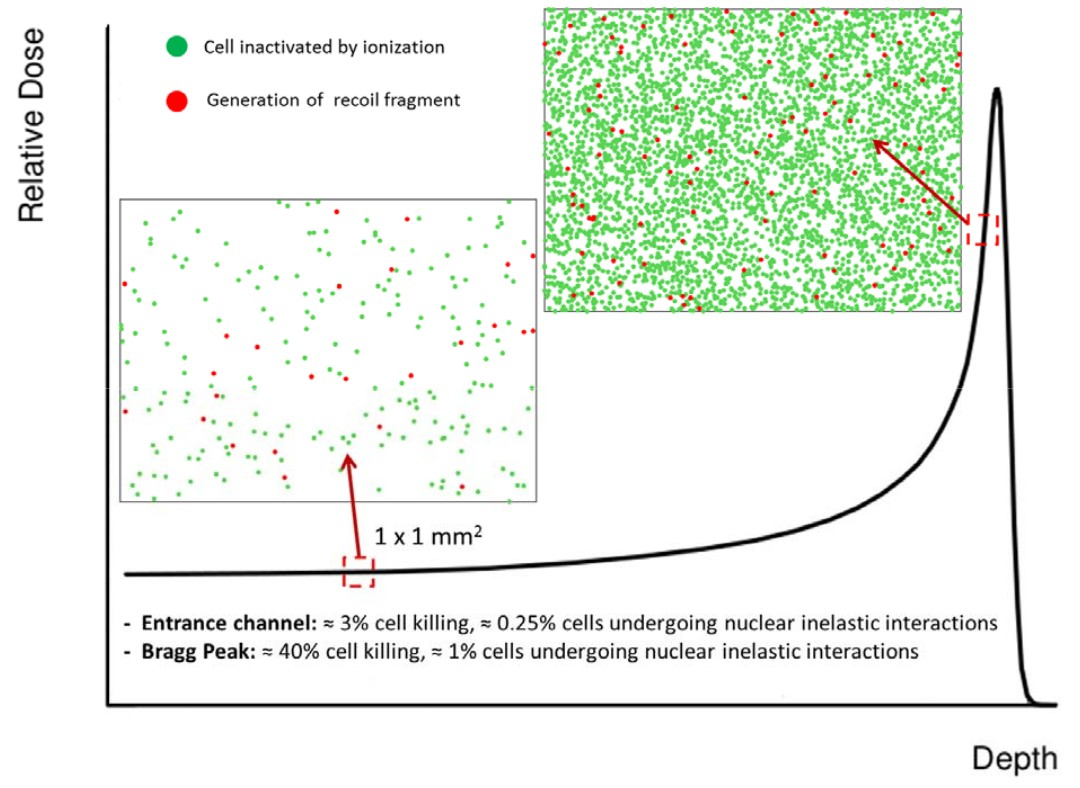 Relative Dose
Cell inactivated by ionization
Generation of recoil fragment
1 x 1 mm²
- Entrance channel: ≈ 3% cell killing, ≈ 0.25% cells undergoing nuclear inelastic interactions
- Bragg Peak: ≈ 40% cell killing, ≈ 1% cells undergoing nuclear inelastic interactions
Depth